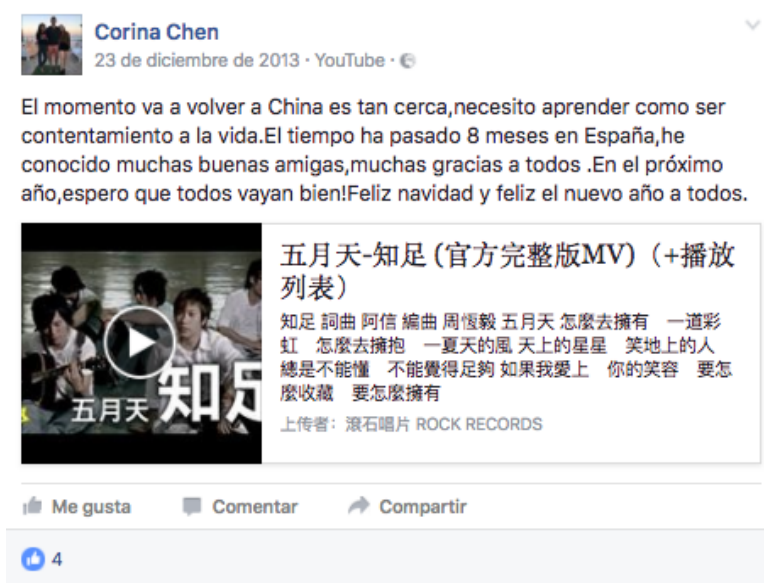 Corina Chen
23 de diciembre de 2013 · YouTube ·
El momento va a volver a China es tan cerca,necesito aprender como ser
contentamiento a la vida.El tiempo ha pasado 8 meses en España,he
conocido muchas buenas amigas,muchas gracias a todos .En el próximo
año,espero que todos vayan bien!Feliz navidad y feliz el nuevo año a todos.
五月天 知足
五月天-知足 (官方完整版MV)（+播放
列表）
知足 詞曲 阿信 編曲 周恆毅 五月天 怎麼去擁有　一道彩
虹　怎麼去擁抱　一夏天的風 天上的星星　笑地上的人
總是不能懂　不能覺得足夠 如果我愛上　你的笑容　要怎
麼收藏　要怎麼擁有
上传者：滾石唱片 ROCK RECORDS
Me gusta Comentar Compartir
4